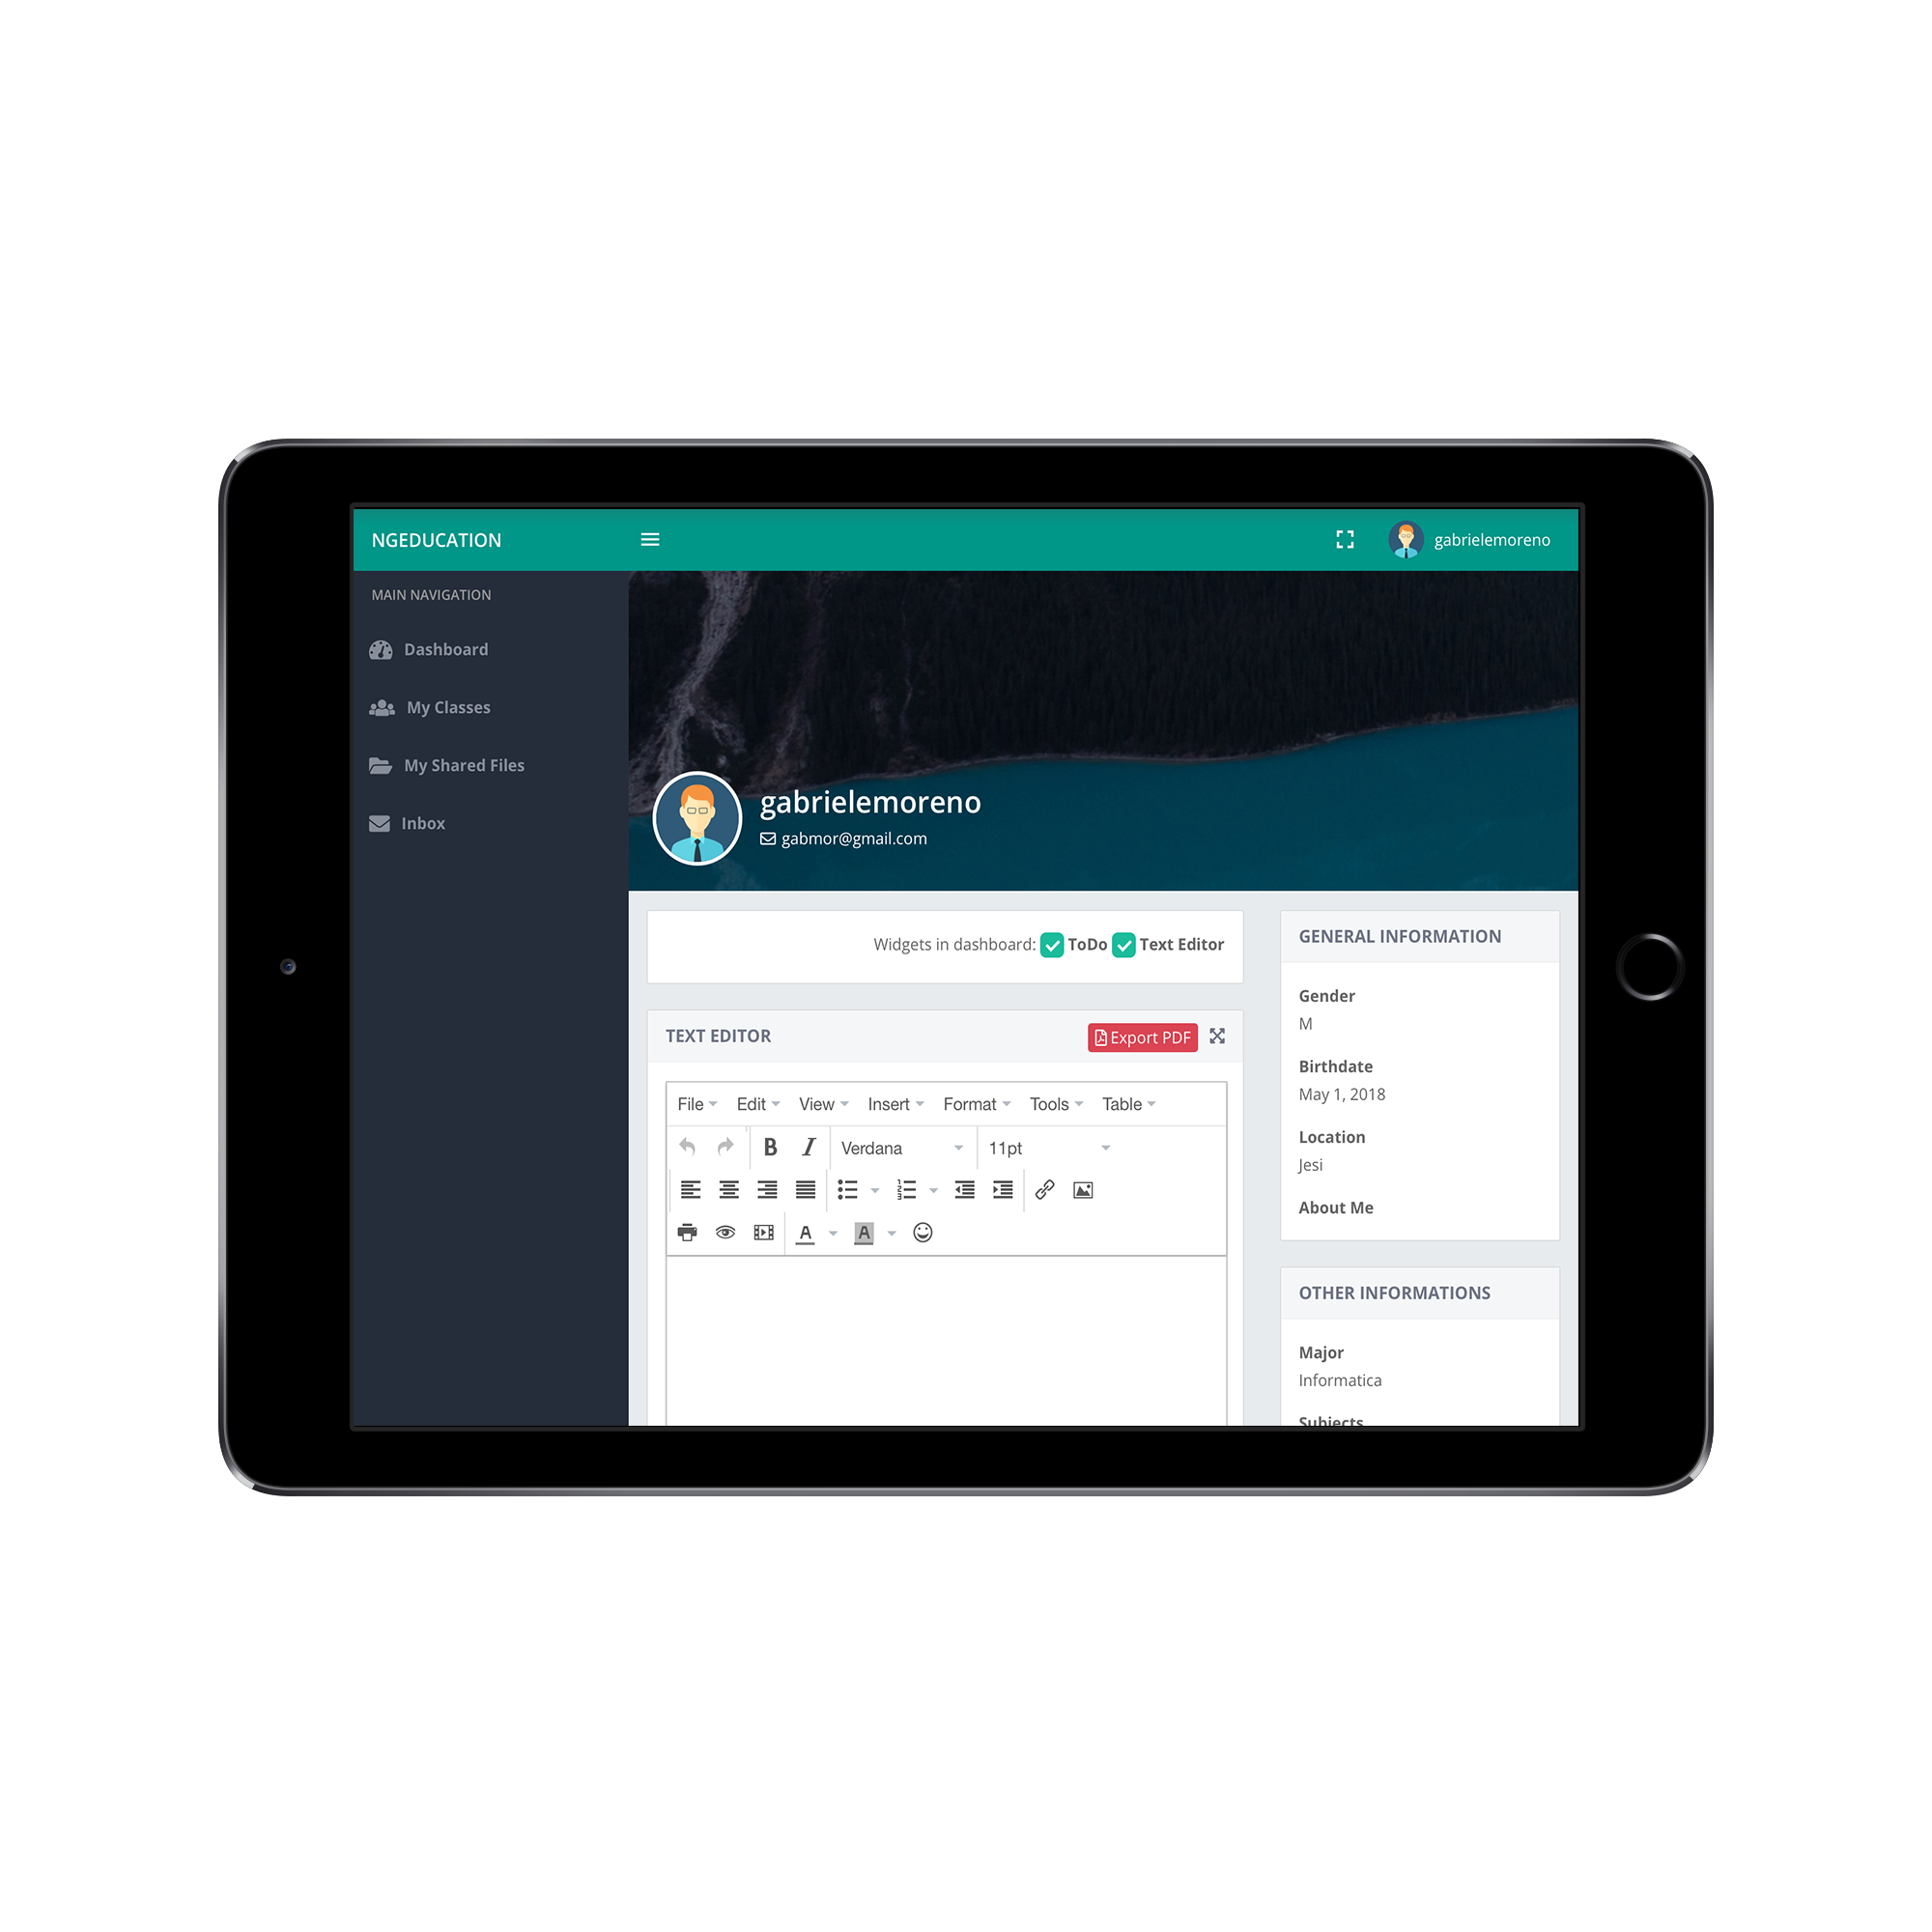 NGEDUCATION
gabrielemoreno
MAIN NAVIGATION
Dashboard
My Classes
My Shared Files
Inbox
gabrielemoreno
gabmor@gmail.com
Widgets in dashboard: ToDo Text Editor
TEXT EDITOR
Export PDF
File Edit View Insert Format Tools Table
B I Verdana 11pt
A A
GENERAL INFORMATION
Gender
M
Birthdate
May 1, 2018
Location
Jesi
About Me
OTHER INFORMATIONS
Major
Informatica
Subjects